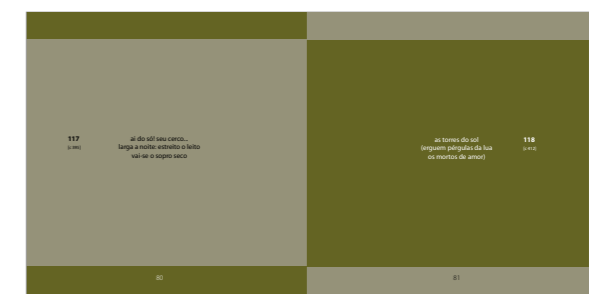 117
ai do só! seu cerco...
larga a noite: estreito o leito
vai-se o sopro seco
80
as torres do sol
(erguem pérgulas da lua
os mortos de amor)
118
81